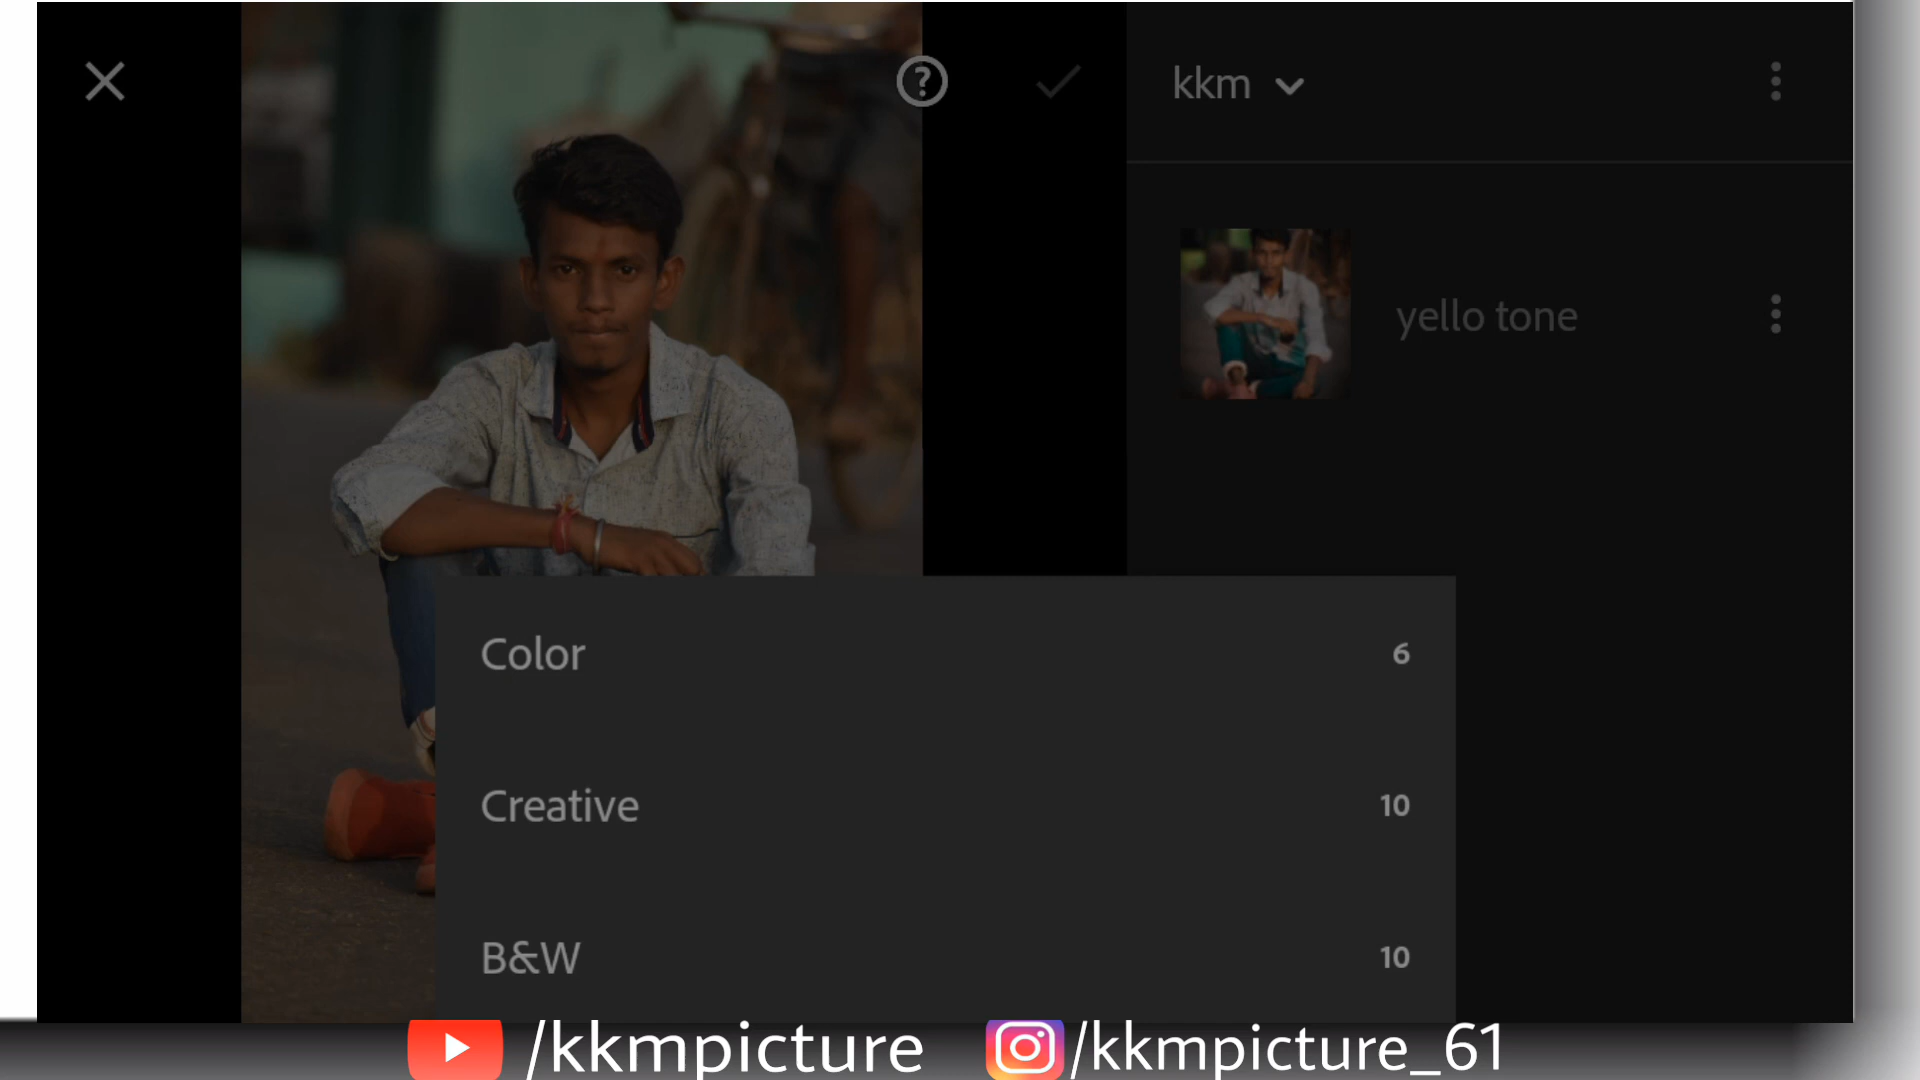 kkm
yello tone
Color 6
Creative 10
B&W 10
/kkmpicture /kkmpicture_61